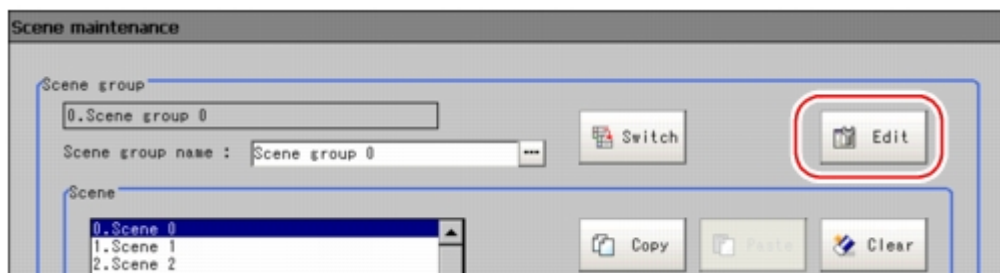 Scene maintenance
Scene group
0.Scene group 0
Switch
Edit
Scene group name :
Scene group 0
...
Scene
0.Scene 0
1.Scene 1
2.Scene 2
Copy
Paste
Clear